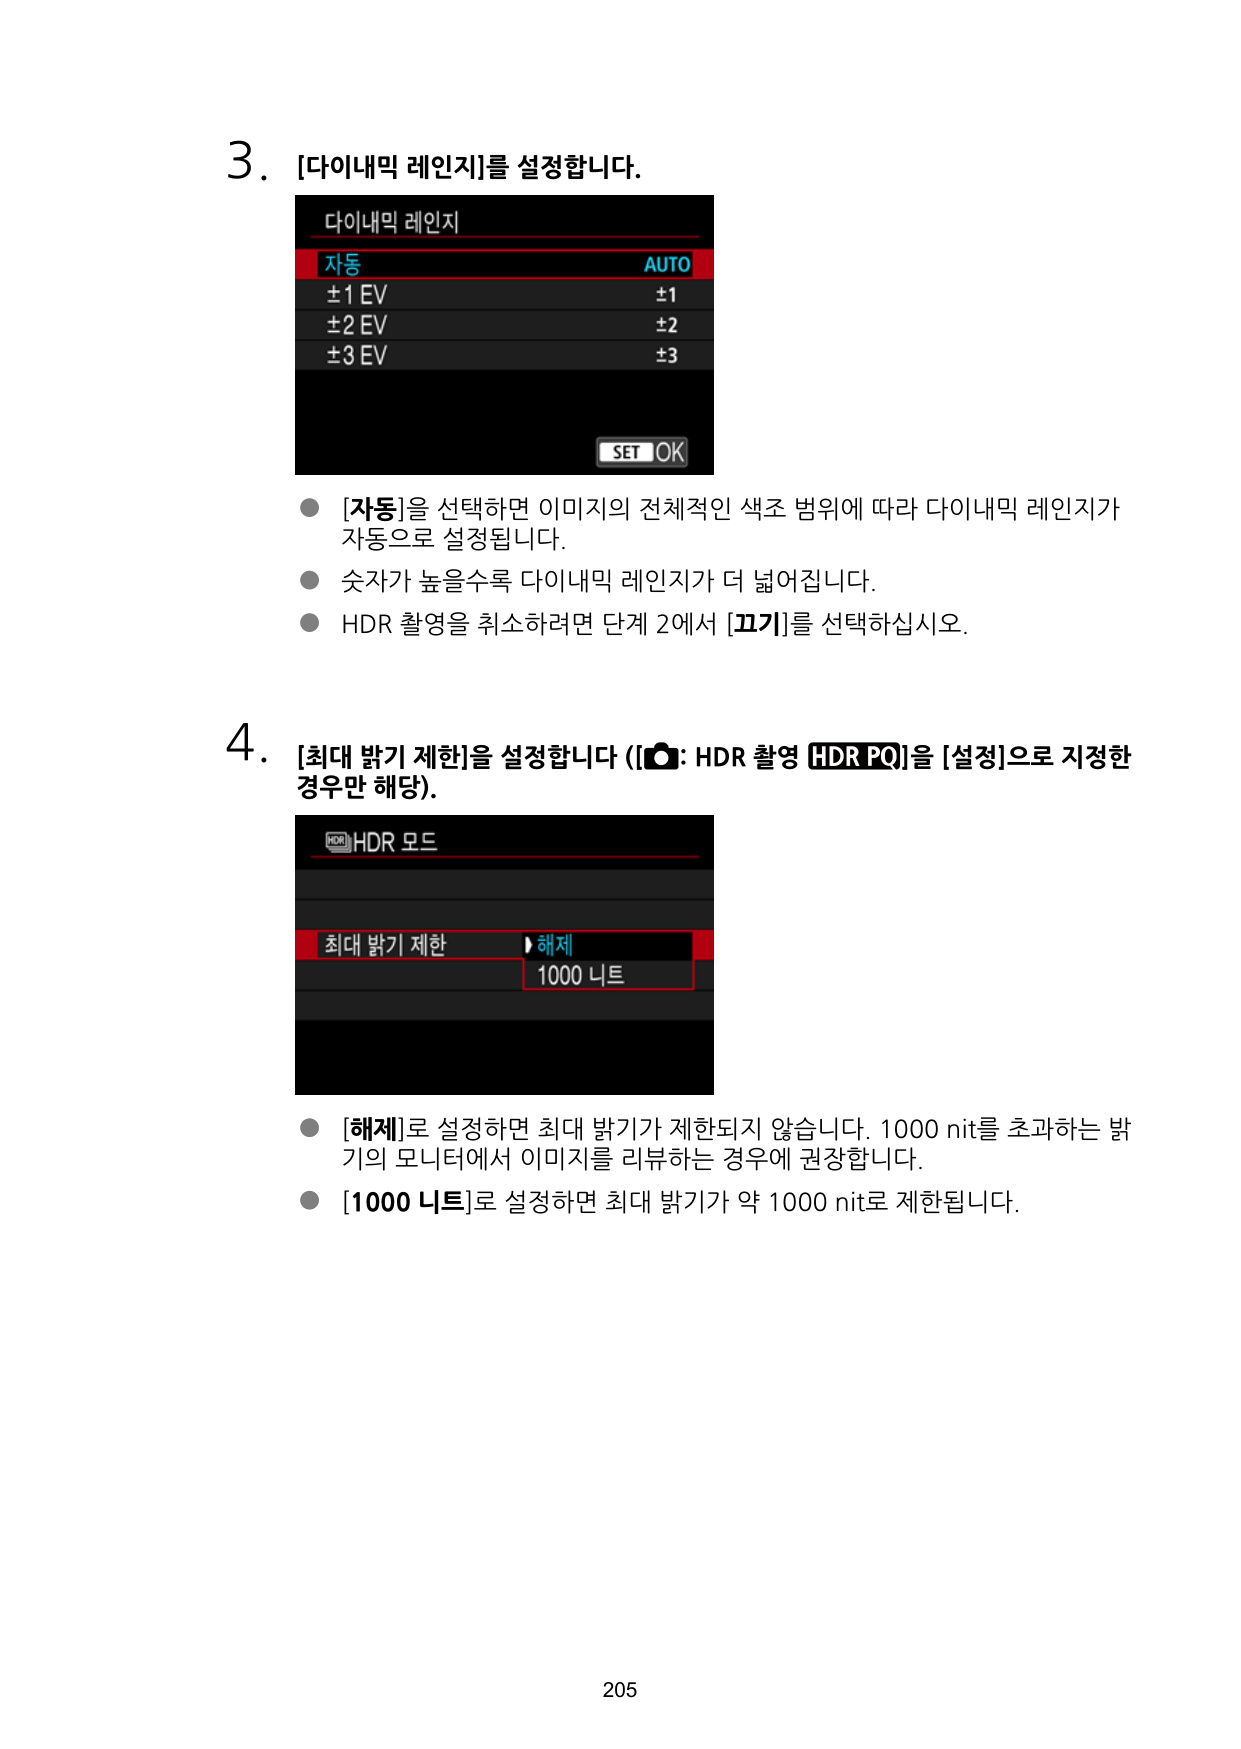 3. [다이내믹 레인지]를 설정합니다.
다이내믹 레인지
자동 AUTO
±1 EV ±1
±2 EV ±2
±3 EV ±3
SET OK
● [자동]을 선택하면 이미지의 전체적인 색조 범위에 따라 다이내믹 레인지가
자동으로 설정됩니다.
● 숫자가 높을수록 다이내믹 레인지가 더 넓어집니다.
● HDR 촬영을 취소하려면 단계 2에서 [끄기]를 선택하십시오.
4. [최대 밝기 제한]을 설정합니다 ([: HDR 촬영 HDR PQ]을 [설정]으로 지정한
경우만 해당).
HDR HDR 모드
최대 밝기 제한 해제
1000 니트
● [해제]로 설정하면 최대 밝기가 제한되지 않습니다. 1000 nit를 초과하는 밝
기의 모니터에서 이미지를 리뷰하는 경우에 권장합니다.
● [1000 니트]로 설정하면 최대 밝기가 약 1000 nit로 제한됩니다.
205